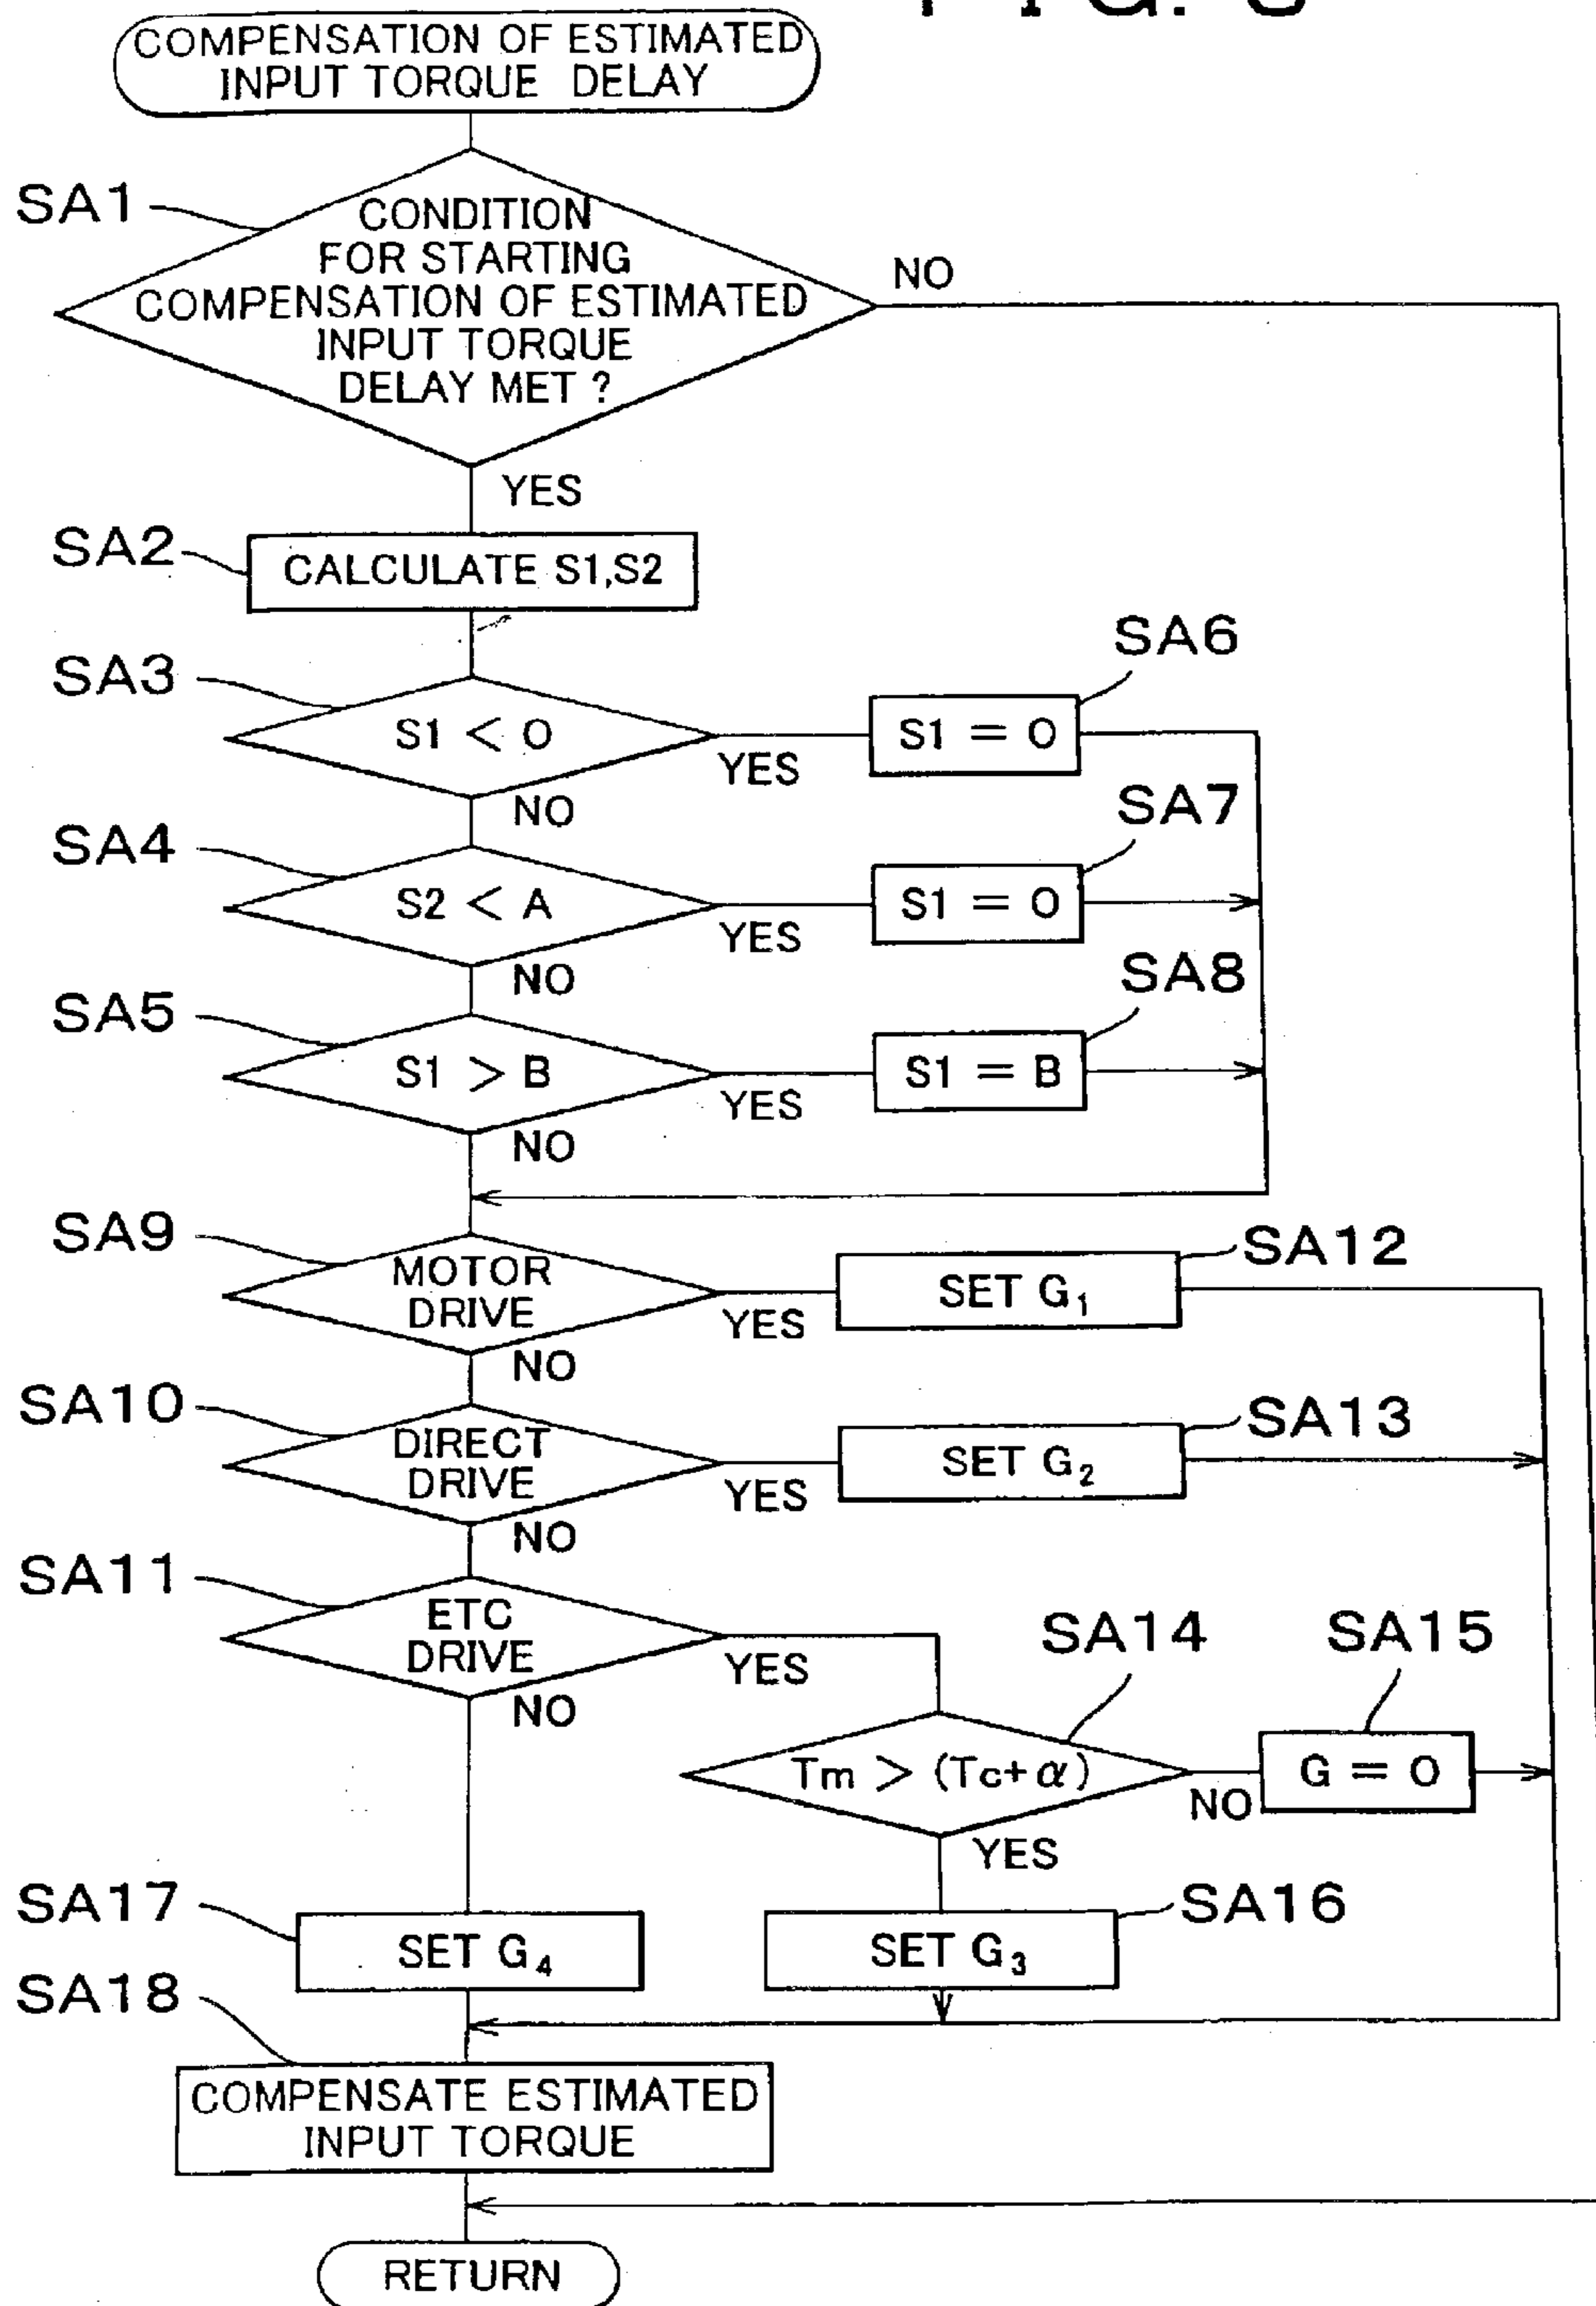 COMPENSATION OF ESTIMATED
INPUT TORQUE DELAY
SA1
CONDITION
FOR STARTING
COMPENSATION OF ESTIMATED
INPUT TORQUE
DELAY MET ?
NO
YES
SA2
CALCULATE S1,S2
SA3
S1 < 0
YES
NO
SA6
S1 = 0
SA4
S2 < A
YES
NO
SA7
S1 = 0
SA5
S1 > B
YES
NO
SA8
S1 = B
SA9
MOTOR
DRIVE
YES
NO
SA12
SET G₁
SA10
DIRECT
DRIVE
YES
NO
SA13
SET G₂
SA11
ETC
DRIVE
YES
NO
SA14
Tm > (Tc+α)
NO
YES
SA15
G = 0
SA17
SET G₄
SA16
SET G₃
SA18
COMPENSATE ESTIMATED
INPUT TORQUE
RETURN